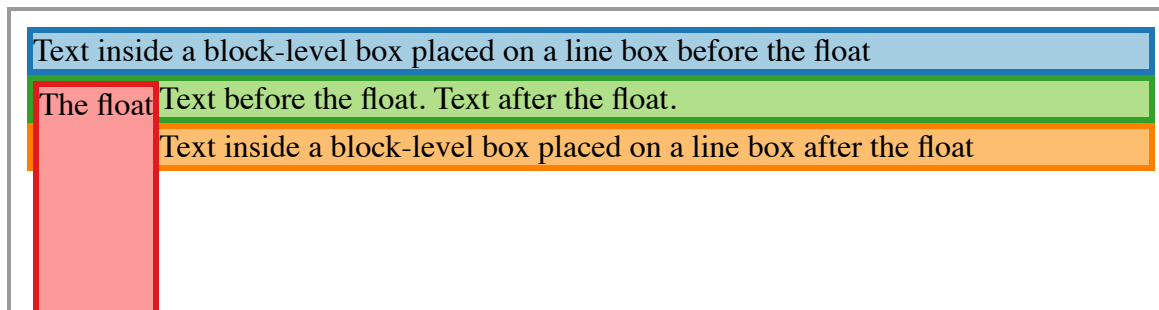 Text inside a block-level box placed on a line box before the float
The float
Text before the float. Text after the float.
Text inside a block-level box placed on a line box after the float